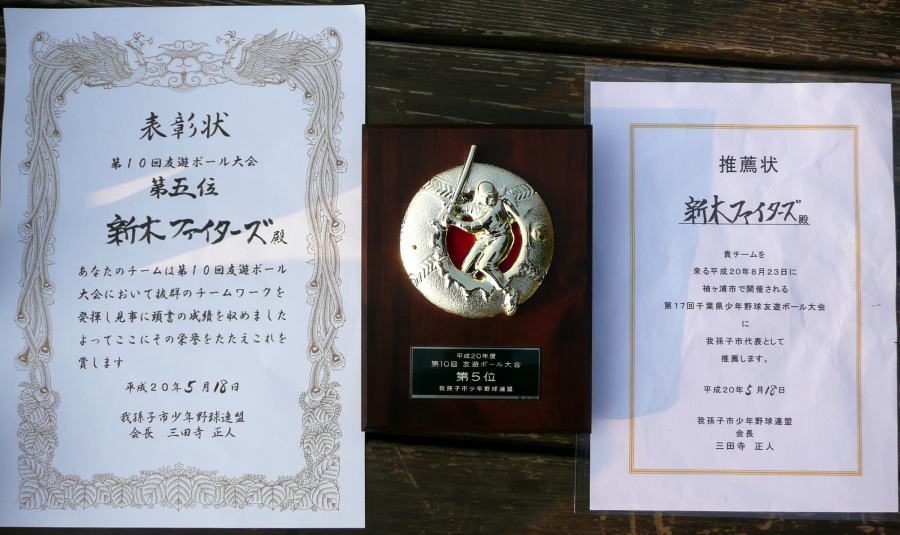 表彰状
第10回友遊ボール大会
第五位
新木ファイターズ殿
あなたのチームは第10回友遊ボール
大会において抜群のチームワークを
発揮し見事に頭書の成績を収めました
よってここにその栄誉をたたえこれを
賞します
平成20年5月18日
我孫子市少年野球連盟
会長 三田寺 正人
平成20年度
第10回 友遊ボール大会
第5位
我孫子市少年野球連盟
推薦状
新木ファイターズ殿
貴チームを
来る平成20年8月23日に
袖ヶ浦市で開催される
第17回千葉県少年野球友遊ボール大会
に
我孫子市代表として
推薦します。
平成20年5月18日
我孫子市少年野球連盟
会長
三田寺 正人